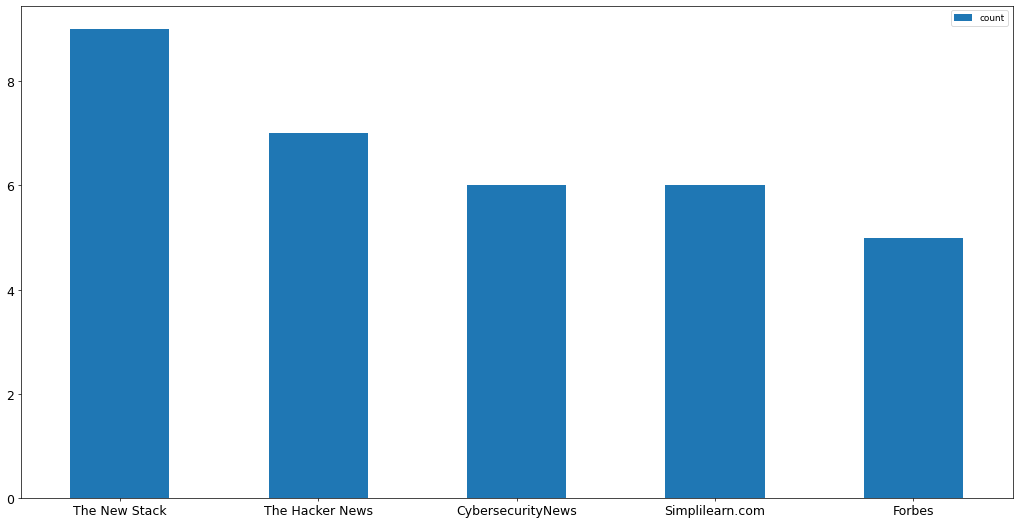 count
8
6
4
2
0
The New Stack
The Hacker News
CybersecurityNews
Simplilearn.com
Forbes